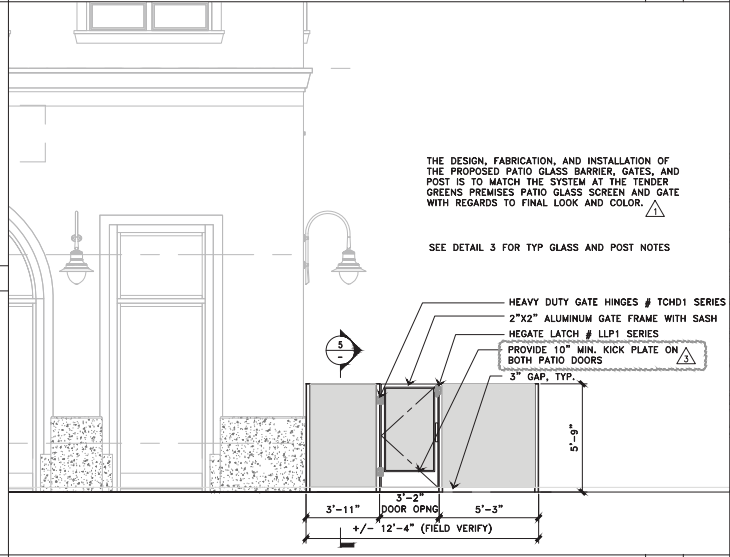 THE DESIGN, FABRICATION, AND INSTALLATION OF
THE PROPOSED PATIO GLASS BARRIER, GATES, AND
POST IS TO MATCH THE SYSTEM AT THE TENDER
GREENS PREMISES PATIO GLASS SCREEN AND GATE
WITH REGARDS TO FINAL LOOK AND COLOR. 1
SEE DETAIL 3 FOR TYP GLASS AND POST NOTES
HEAVY DUTY GATE HINGES # TCHD1 SERIES
2"X2" ALUMINUM GATE FRAME WITH SASH
HEGATE LATCH # LLP1 SERIES
PROVIDE 10" MIN. KICK PLATE ON
BOTH PATIO DOORS 3
3" GAP, TYP.
5
-
5'-9"
3'-11"
3'-2"
DOOR OPNG
5'-3"
+/- 12'-4" (FIELD VERIFY)